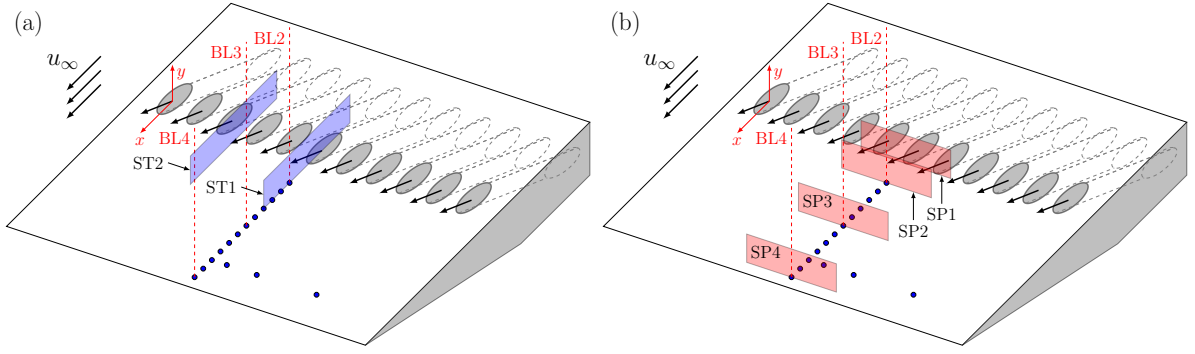 (a)
u∞
BL3
BL2
y
x
BL4
ST2
ST1
(b)
u∞
BL3
BL2
y
x
BL4
SP3
SP1
SP2
SP4